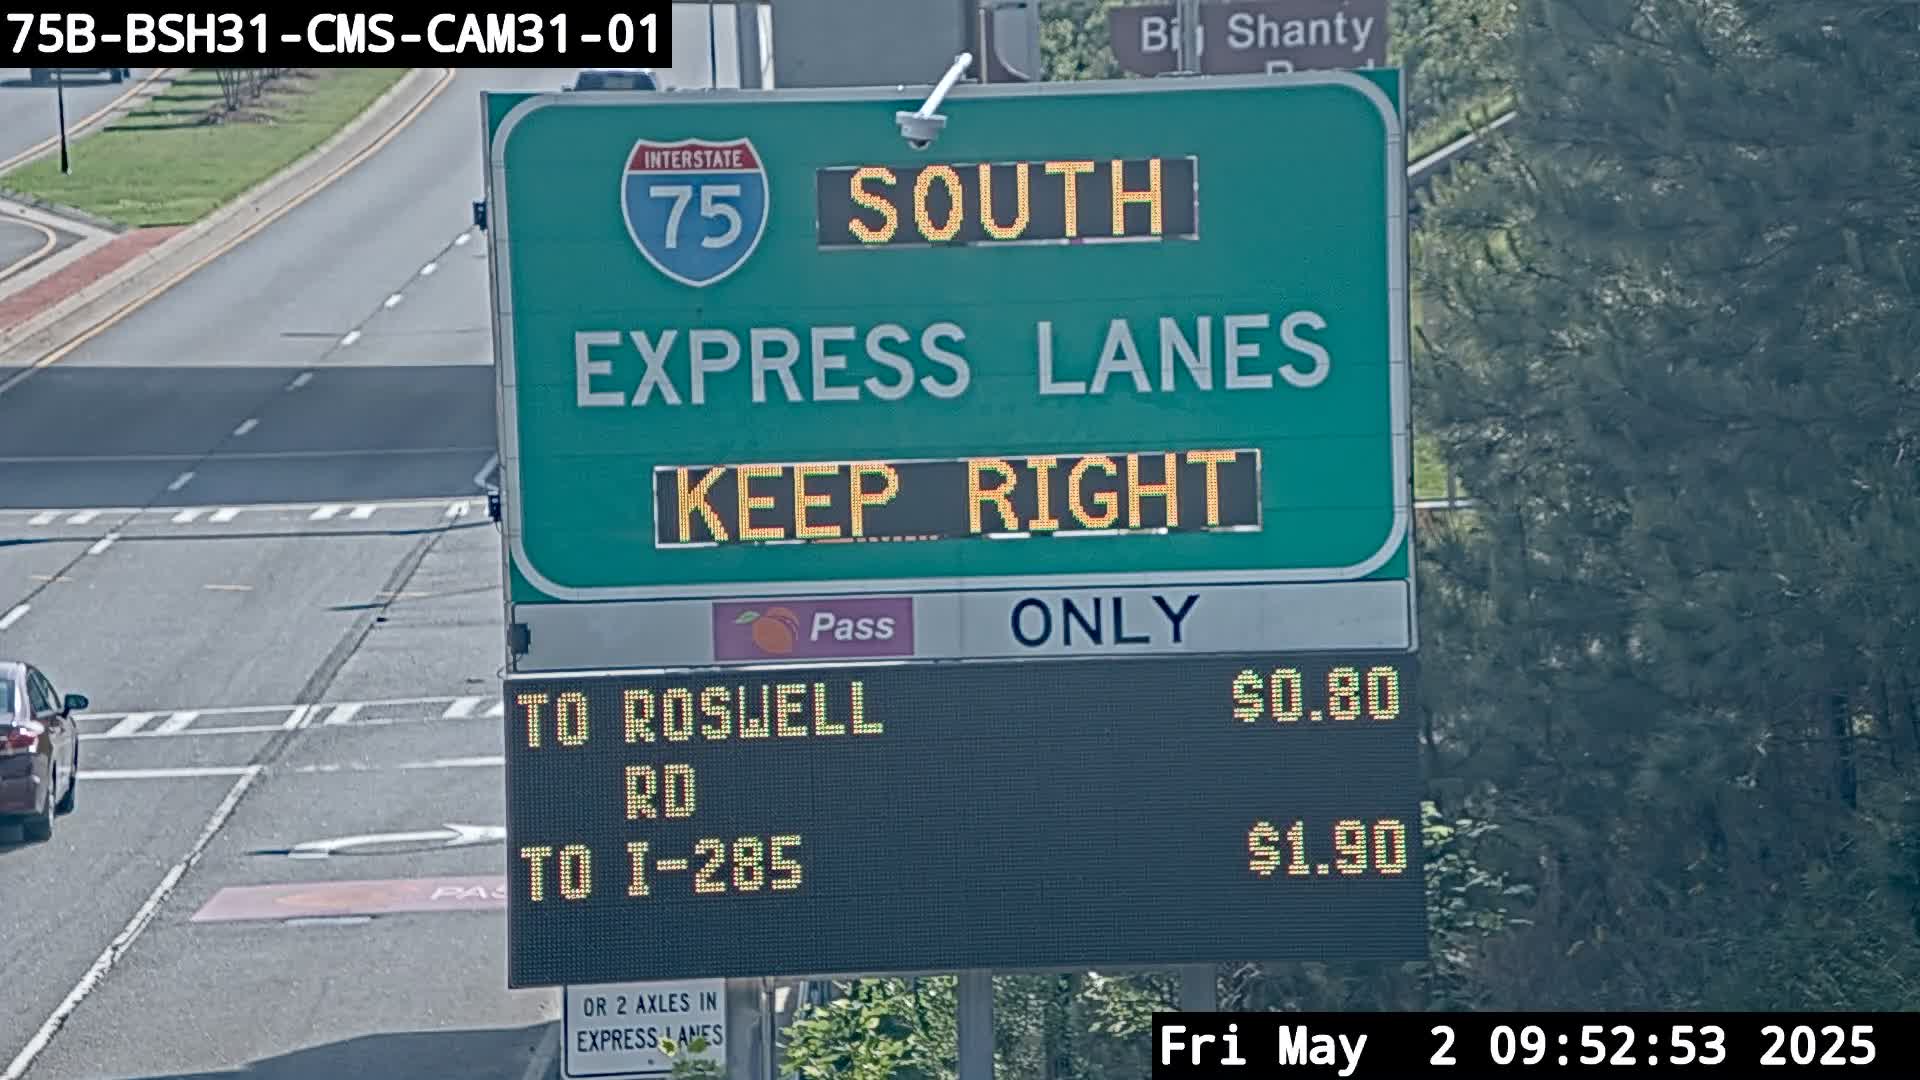 75B-BSH31-CMS-CAM31-01
Big Shanty
Road
INTERSTATE
75
SOUTH
EXPRESS LANES
KEEP RIGHT
Pass ONLY
TO ROSWELL $0.80
RD
TO I-285 $1.90
PAS
OR 2 AXLES IN
EXPRESS LANES
Fri May 2 09:52:53 2025